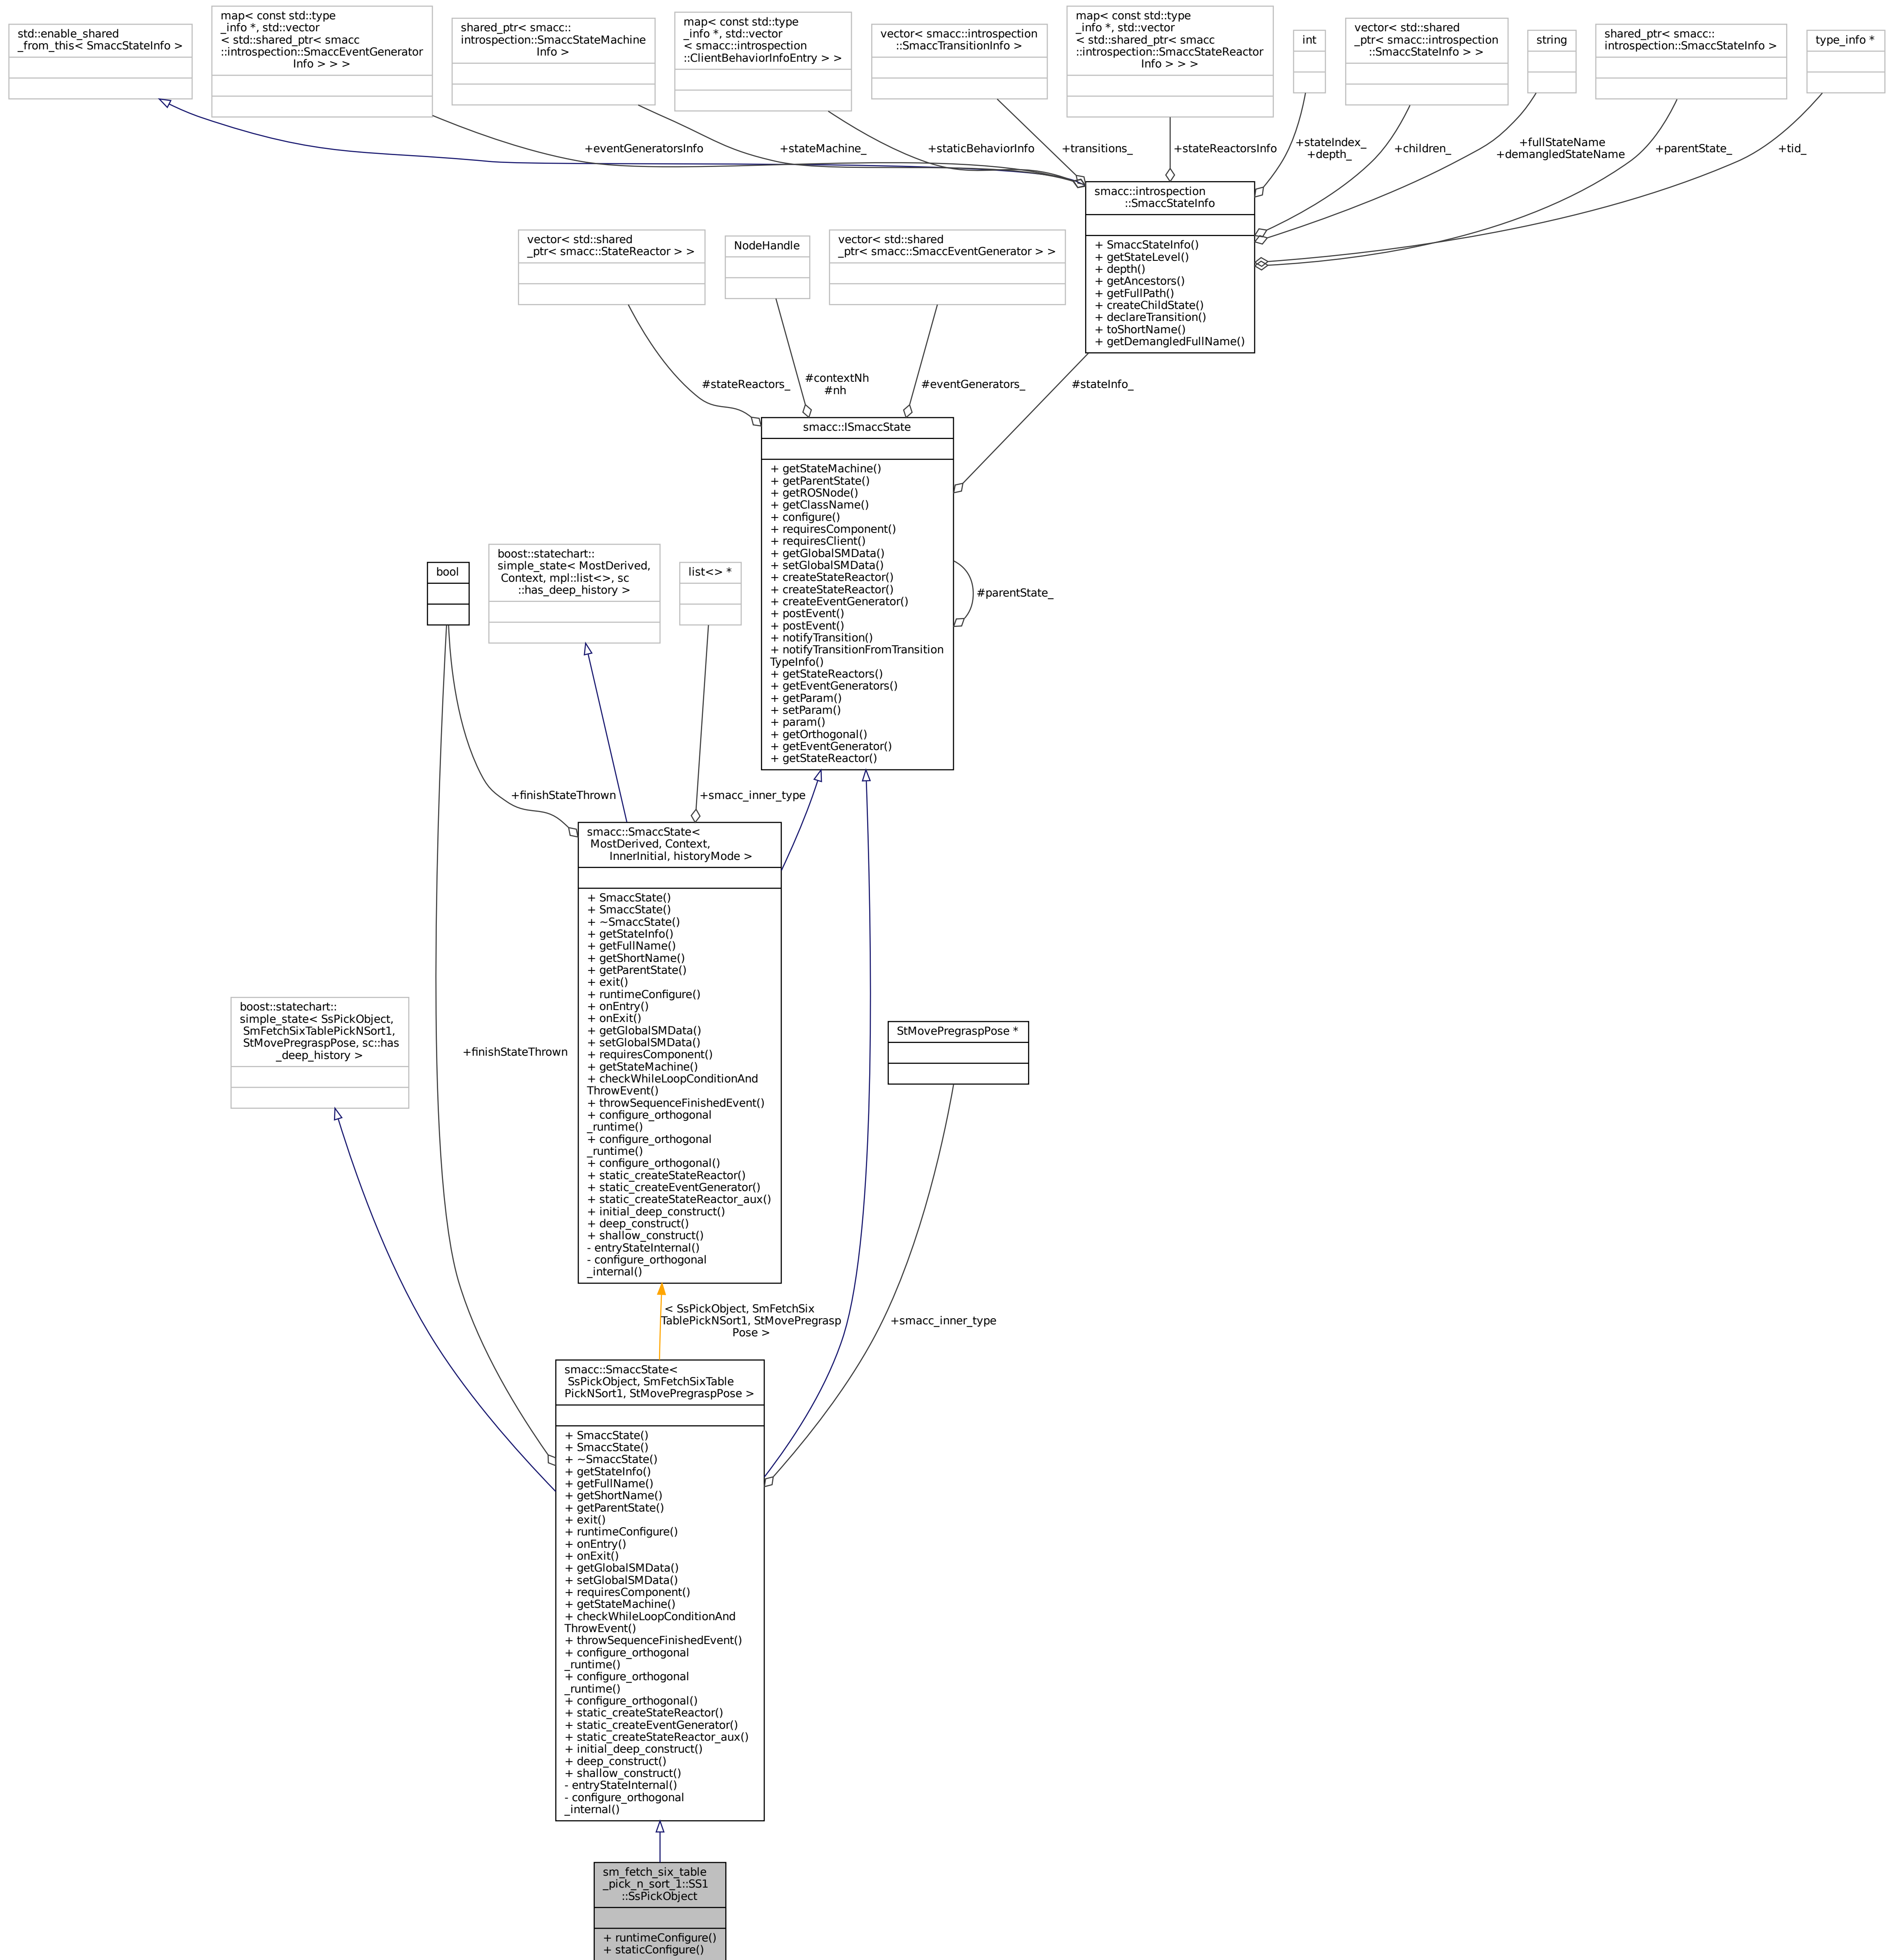 std::enable_shared
_from_this< SmaccStateInfo >
map< const std::type
_info *, std::vector
< std::shared_ptr< smacc
::introspection::SmaccEventGenerator
Info > > >
shared_ptr< smacc::
introspection::SmaccStateMachine
Info >
map< const std::type
_info *, std::vector
< smacc::introspection
::ClientBehaviorInfoEntry > >
vector< smacc::introspection
::SmaccTransitionInfo >
map< const std::type
_info *, std::vector
< std::shared_ptr< smacc
::introspection::SmaccStateReactor
Info > > >
int
vector< std::shared
_ptr< smacc::introspection
::SmaccStateInfo > >
string
shared_ptr< smacc::
introspection::SmaccStateInfo >
type_info *
+eventGeneratorsInfo
+stateMachine_
+staticBehaviorInfo
+transitions_
+stateReactorsInfo
+stateIndex_
+depth_
+children_
+fullStateName
+demangledStateName
+parentState_
+tid_
smacc::introspection
::SmaccStateInfo
+ SmaccStateInfo()
+ getStateLevel()
+ depth()
+ getAncestors()
+ getFullPath()
+ createChildState()
+ declareTransition()
+ toShortName()
+ getDemangledFullName()
vector< std::shared
_ptr< smacc::StateReactor > >
NodeHandle
vector< std::shared
_ptr< smacc::SmaccEventGenerator > >
#stateReactors_
#contextNh
#nh
#eventGenerators_
#stateInfo_
smacc::ISmaccState
+ getStateMachine()
+ getParentState()
+ getROSNode()
+ getClassName()
+ configure()
+ requiresComponent()
+ requiresClient()
+ getGlobalSMData()
+ setGlobalSMData()
+ createStateReactor()
+ createStateReactor()
+ createEventGenerator()
+ postEvent()
+ postEvent()
+ notifyTransition()
+ notifyTransitionFromTransition
TypeInfo()
+ getStateReactors()
+ getEventGenerators()
+ getParam()
+ setParam()
+ param()
+ getOrthogonal()
+ getEventGenerator()
+ getStateReactor()
#parentState_
bool
boost::statechart::
simple_state< MostDerived,
Context, mpl::list<>, sc
::has_deep_history >
list<> *
+finishStateThrown
+smacc_inner_type
smacc::SmaccState<
MostDerived, Context,
InnerInitial, historyMode >
+ SmaccState()
+ SmaccState()
+ ~SmaccState()
+ getStateInfo()
+ getFullName()
+ getShortName()
+ getParentState()
+ exit()
+ runtimeConfigure()
+ onEntry()
+ onExit()
+ getGlobalSMData()
+ setGlobalSMData()
+ requiresComponent()
+ getStateMachine()
+ checkWhileLoopConditionAnd
ThrowEvent()
+ throwSequenceFinishedEvent()
+ configure_orthogonal
_runtime()
+ configure_orthogonal
_runtime()
+ configure_orthogonal()
+ static_createStateReactor()
+ static_createEventGenerator()
+ static_createStateReactor_aux()
+ initial_deep_construct()
+ deep_construct()
+ shallow_construct()
- entryStateInternal()
- configure_orthogonal
_internal()
boost::statechart::
simple_state< SsPickObject,
SmFetchSixTablePickNSort1,
StMovePregraspPose, sc::has
_deep_history >
+finishStateThrown
StMovePregraspPose *
< SsPickObject, SmFetchSix
TablePickNSort1, StMovePregrasp
Pose >
+smacc_inner_type
smacc::SmaccState<
SsPickObject, SmFetchSixTable
PickNSort1, StMovePregraspPose >
+ SmaccState()
+ SmaccState()
+ ~SmaccState()
+ getStateInfo()
+ getFullName()
+ getShortName()
+ getParentState()
+ exit()
+ runtimeConfigure()
+ onEntry()
+ onExit()
+ getGlobalSMData()
+ setGlobalSMData()
+ requiresComponent()
+ getStateMachine()
+ checkWhileLoopConditionAnd
ThrowEvent()
+ throwSequenceFinishedEvent()
+ configure_orthogonal
_runtime()
+ configure_orthogonal
_runtime()
+ configure_orthogonal()
+ static_createStateReactor()
+ static_createEventGenerator()
+ static_createStateReactor_aux()
+ initial_deep_construct()
+ deep_construct()
+ shallow_construct()
- entryStateInternal()
- configure_orthogonal
_internal()
sm_fetch_six_table
_pick_n_sort_1::SS1
::SsPickObject
+ runtimeConfigure()
+ staticConfigure()